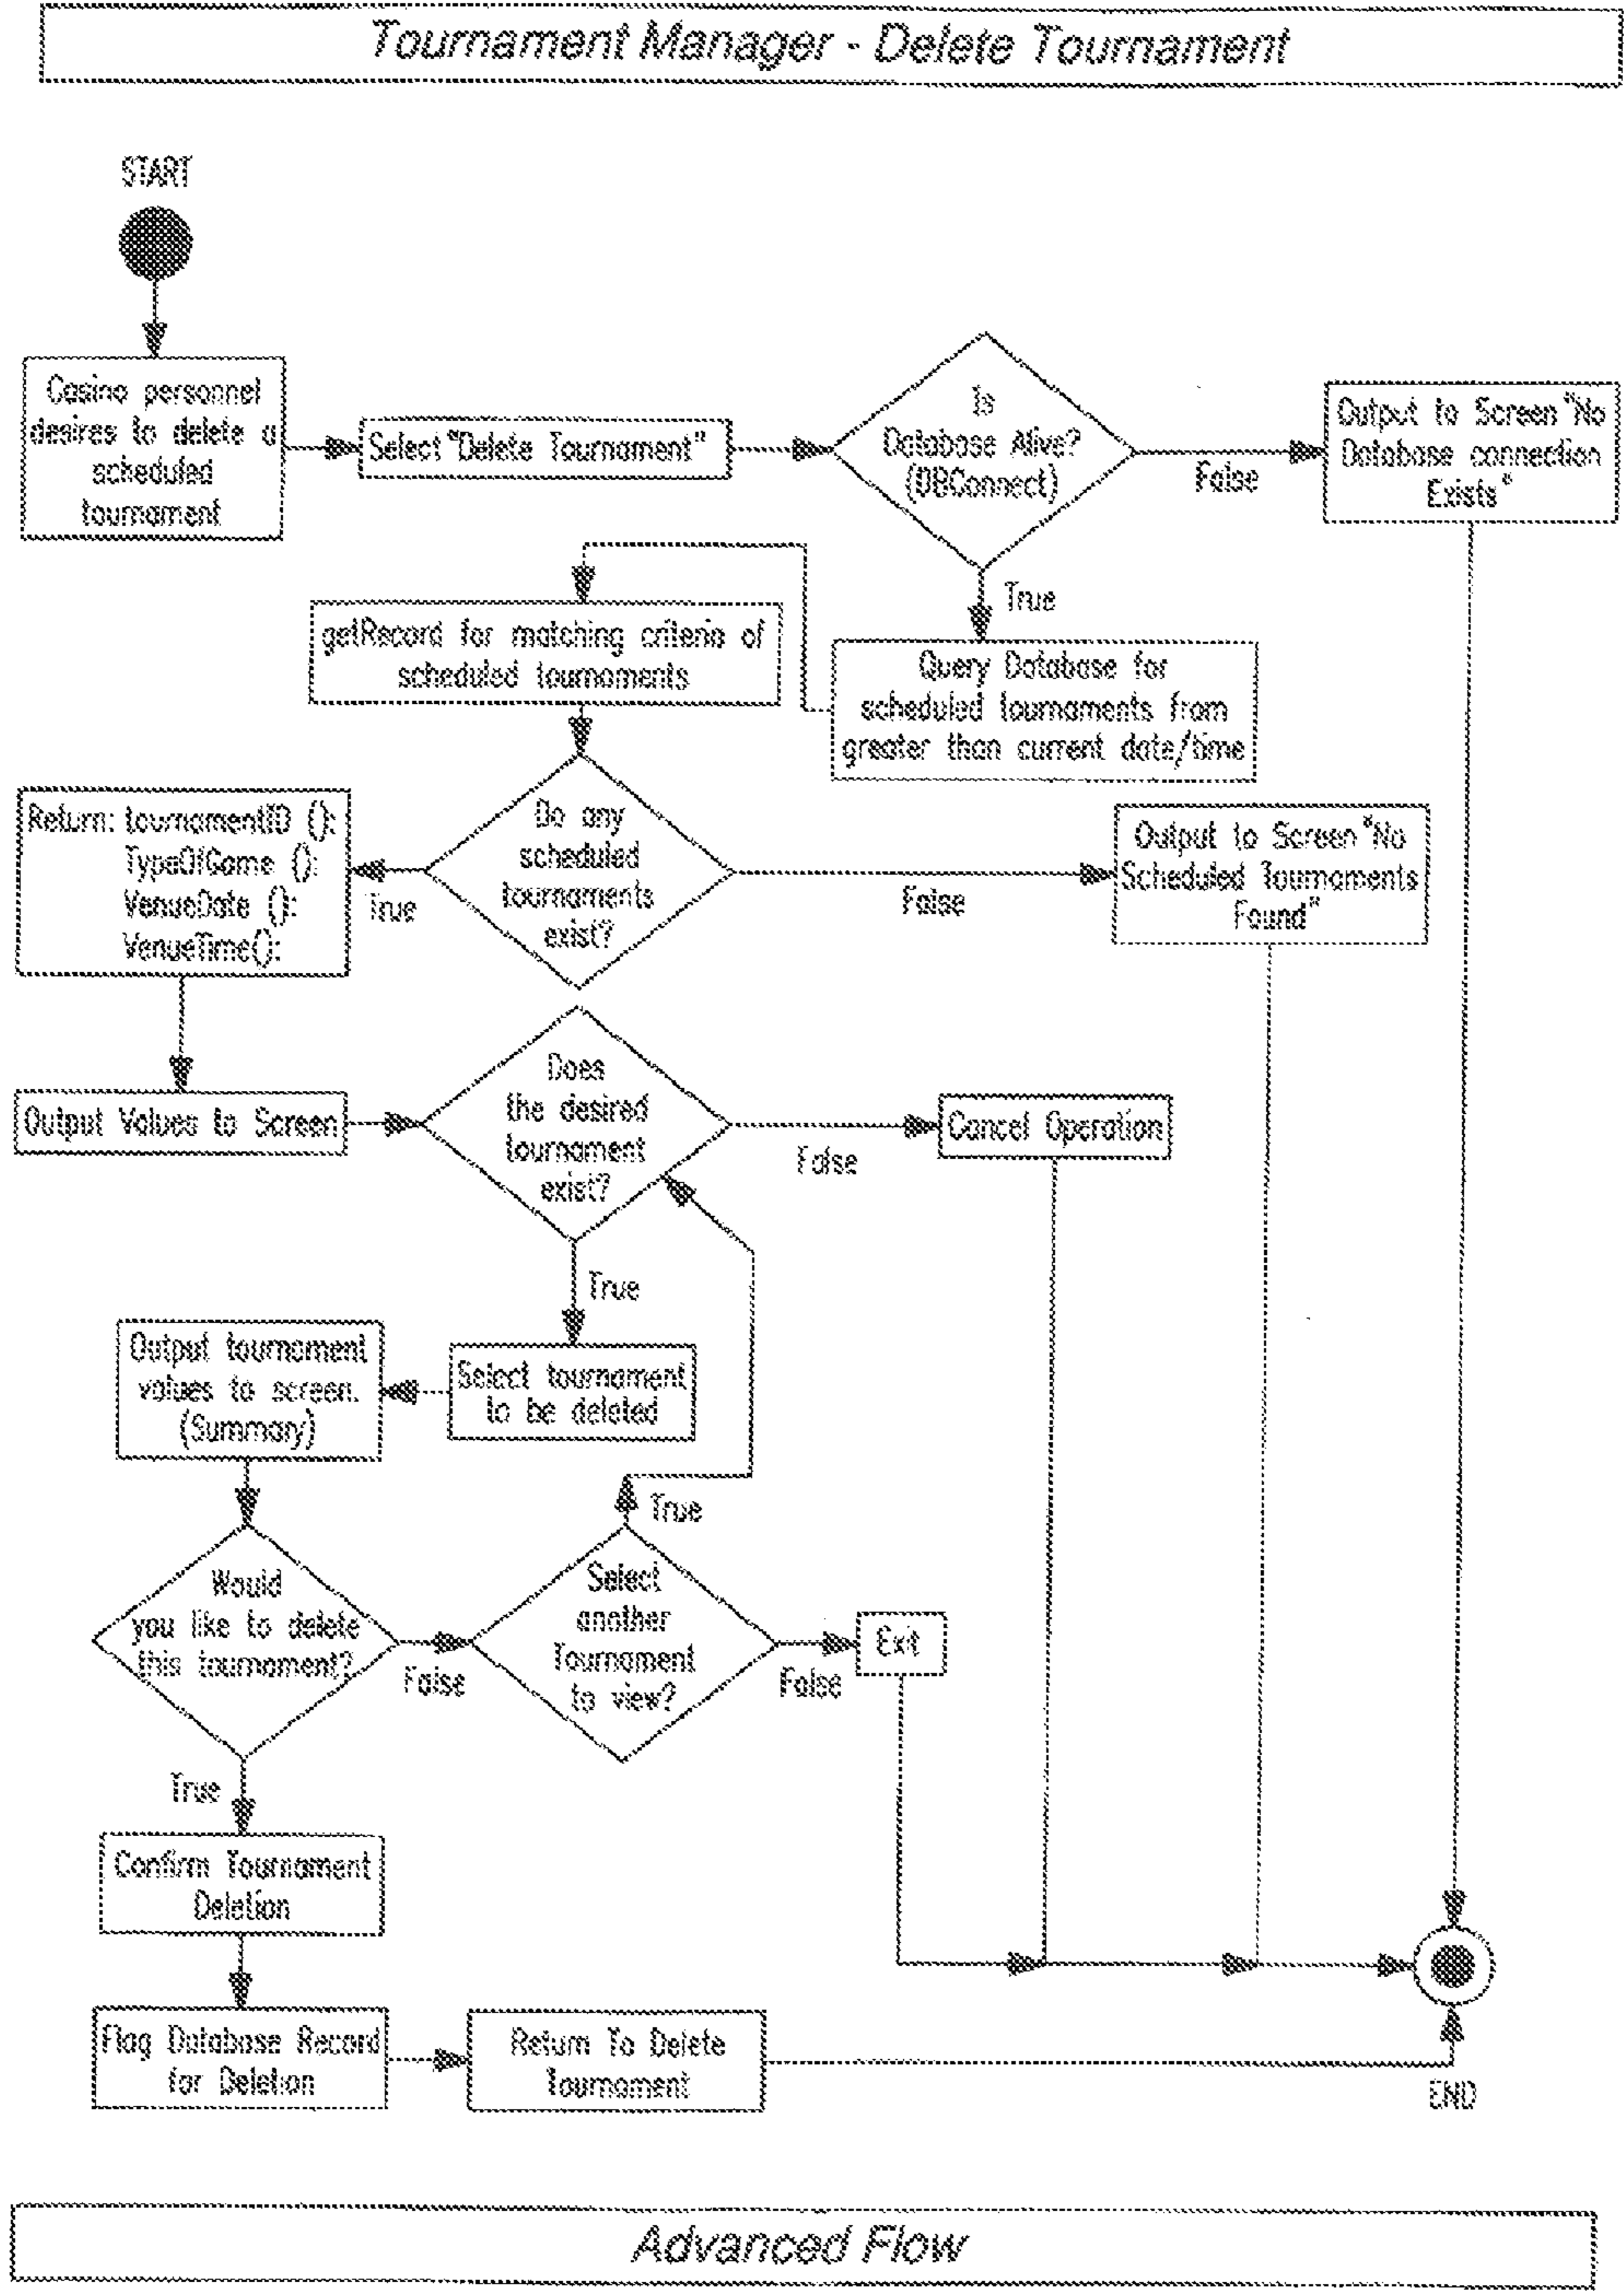 Tournament Manager - Delete Tournament
START
Casino personnel
desires to delete a
scheduled
tournament
Select "Delete Tournament"
Is
Database Alive?
(DBConnect)
False
Output to Screen "No
Database connection
Exists"
True
Query Database for
scheduled tournaments from
greater than current date/time
getRecord for matching criteria of
scheduled tournaments
Do any
scheduled
tournaments
exist?
False
Output to Screen "No
Scheduled Tournaments
Found"
True
Return: tournamentID ():
TypeOfGame ():
VenueDate ():
VenueTime():
Output Values to Screen
Does
the desired
tournament
exist?
False
Cancel Operation
True
Select tournament
to be deleted
Output tournament
values to screen.
(Summary)
Would
you like to delete
this tournament?
False
Select
another
Tournament
to view?
True
False
Exit
True
Confirm Tournament
Deletion
Flag Database Record
for Deletion
Return To Delete
Tournament
END
Advanced Flow